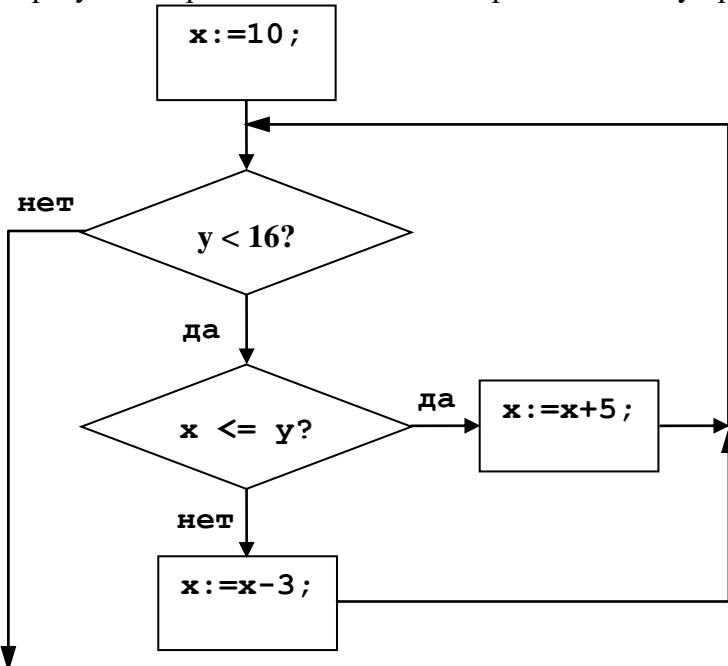 x:=10;
нет
y < 16?
да
x <= y?
да
x:=x+5;
нет
x:=x-3;